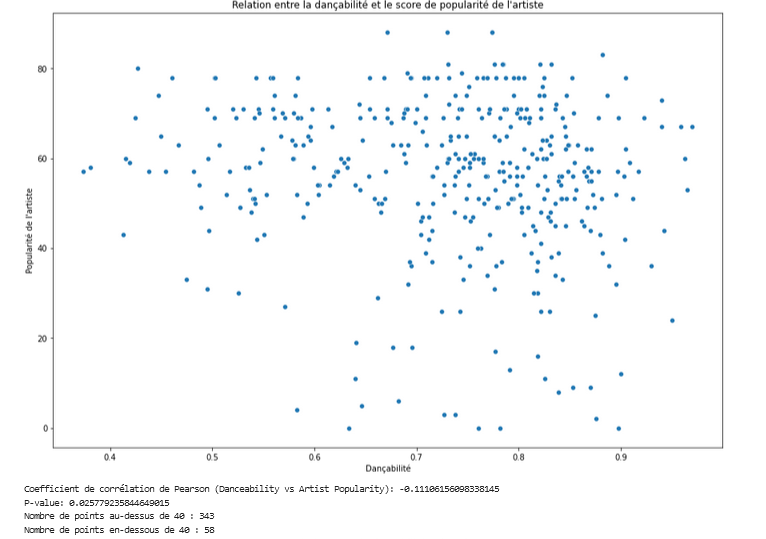 Relation entre la dançabilité et le score de popularité de l'artiste
Popularité de l'artiste
80
60
40
20
0
0.4 0.5 0.6 0.7 0.8 0.9
Dançabilité
Coefficient de corrélation de Pearson (Danceability vs Artist Popularity): -0.11106156098338145
P-value: 0.025779235844649015
Nombre de points au-dessus de 40 : 343
Nombre de points en-dessous de 40 : 58